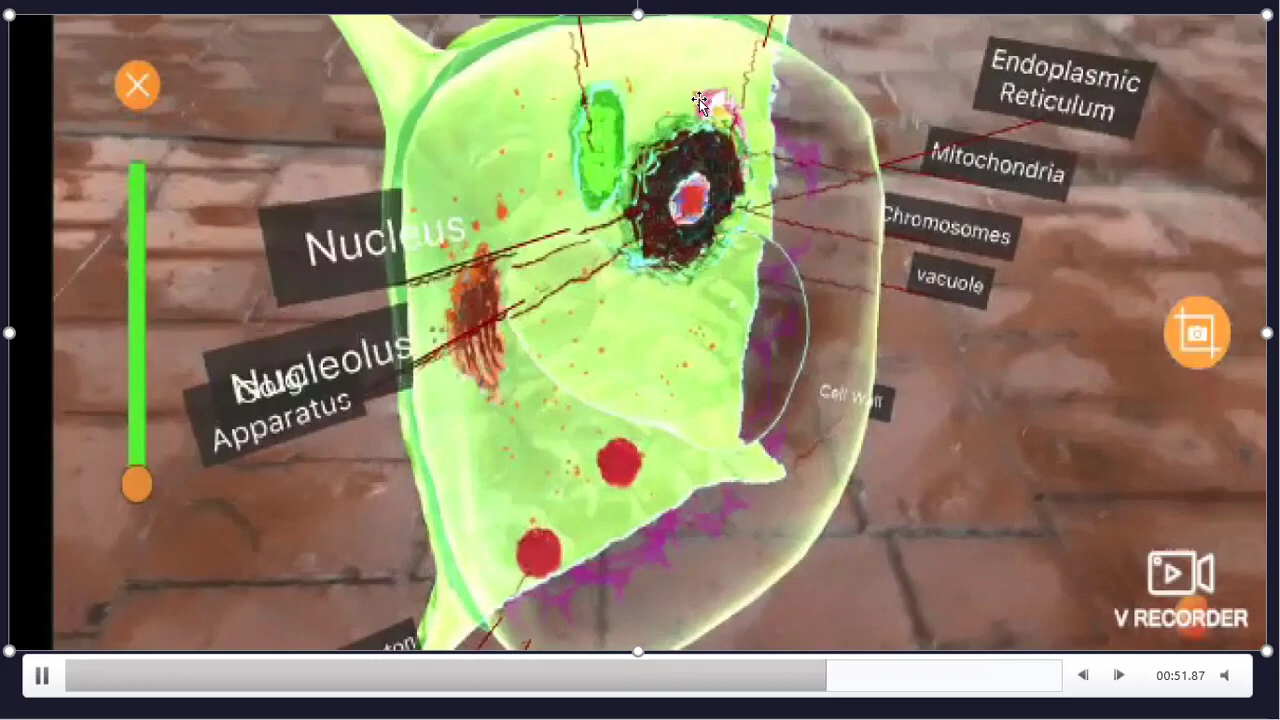 Endoplasmic
Reticulum
Mitochondria
Nucleus
Chromosomes
vacuole
Nucleolus
Apparatus
Cell Wall
V RECORDER
00:51.87